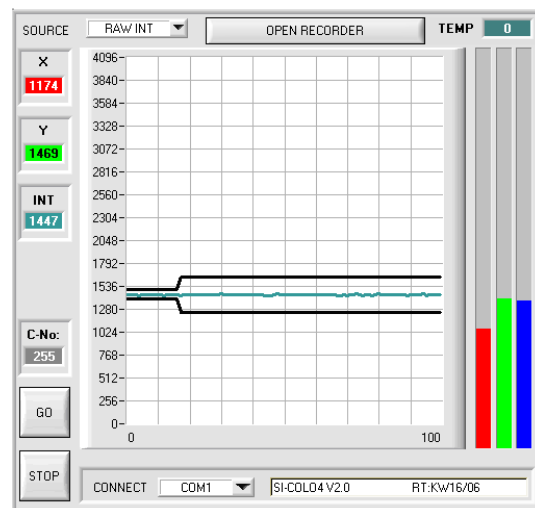 SOURCE RAW INT OPEN RECORDER TEMP 0
X
1174
Y
1469
INT
1447
C-No:
255
GO
STOP
4096
3840
3584
3328
3072
2816
2560
2304
2048
1792
1536
1280
1024
768
512
256
0
0 100
CONNECT COM1 SI-COLO4 V2.0 RT:KW16/06